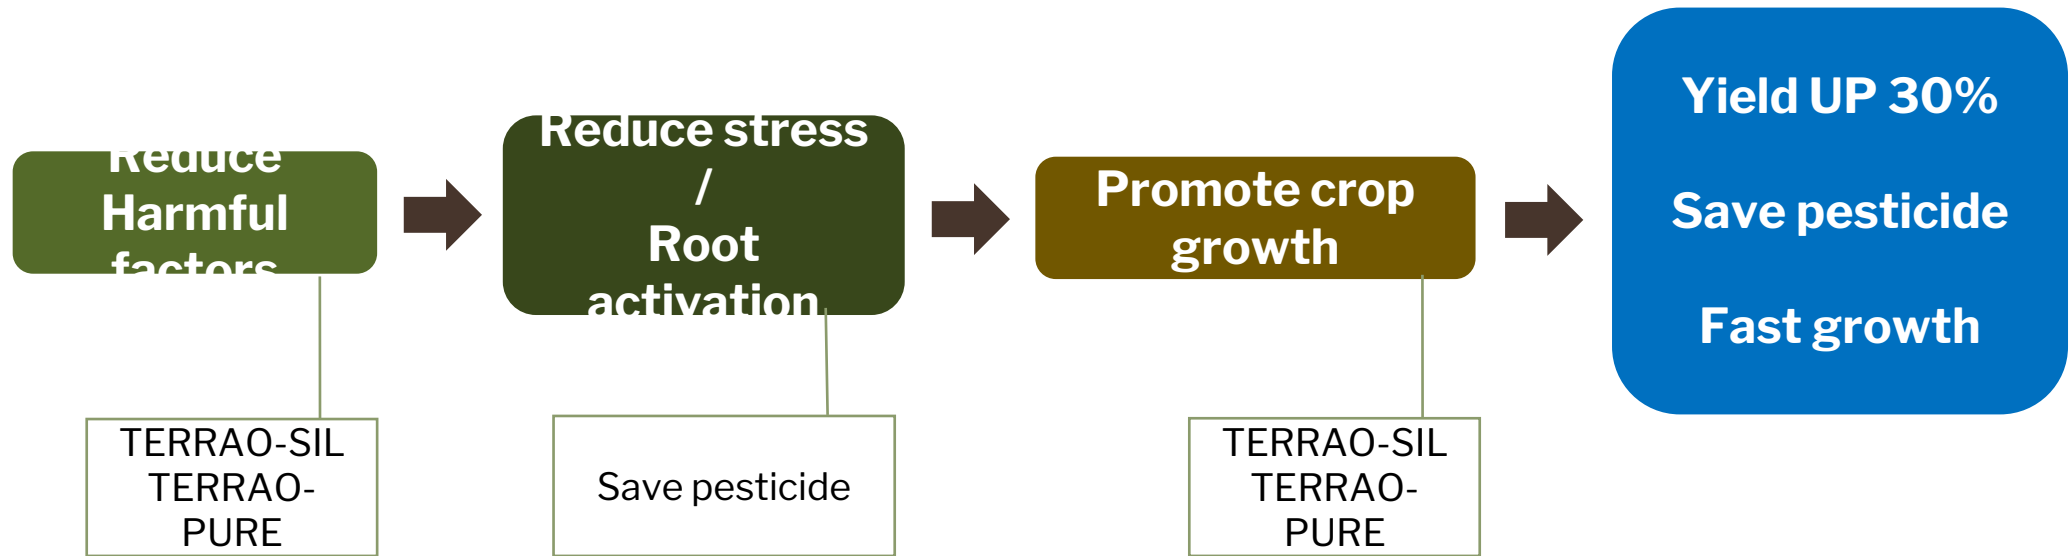 Reduce
Harmful
factors
Reduce stress
/
Root
activation
Promote crop
growth
Yield UP 30%
Save pesticide
Fast growth
TERRAO-SIL
TERRAO-
PURE
Save pesticide
TERRAO-SIL
TERRAO-
PURE